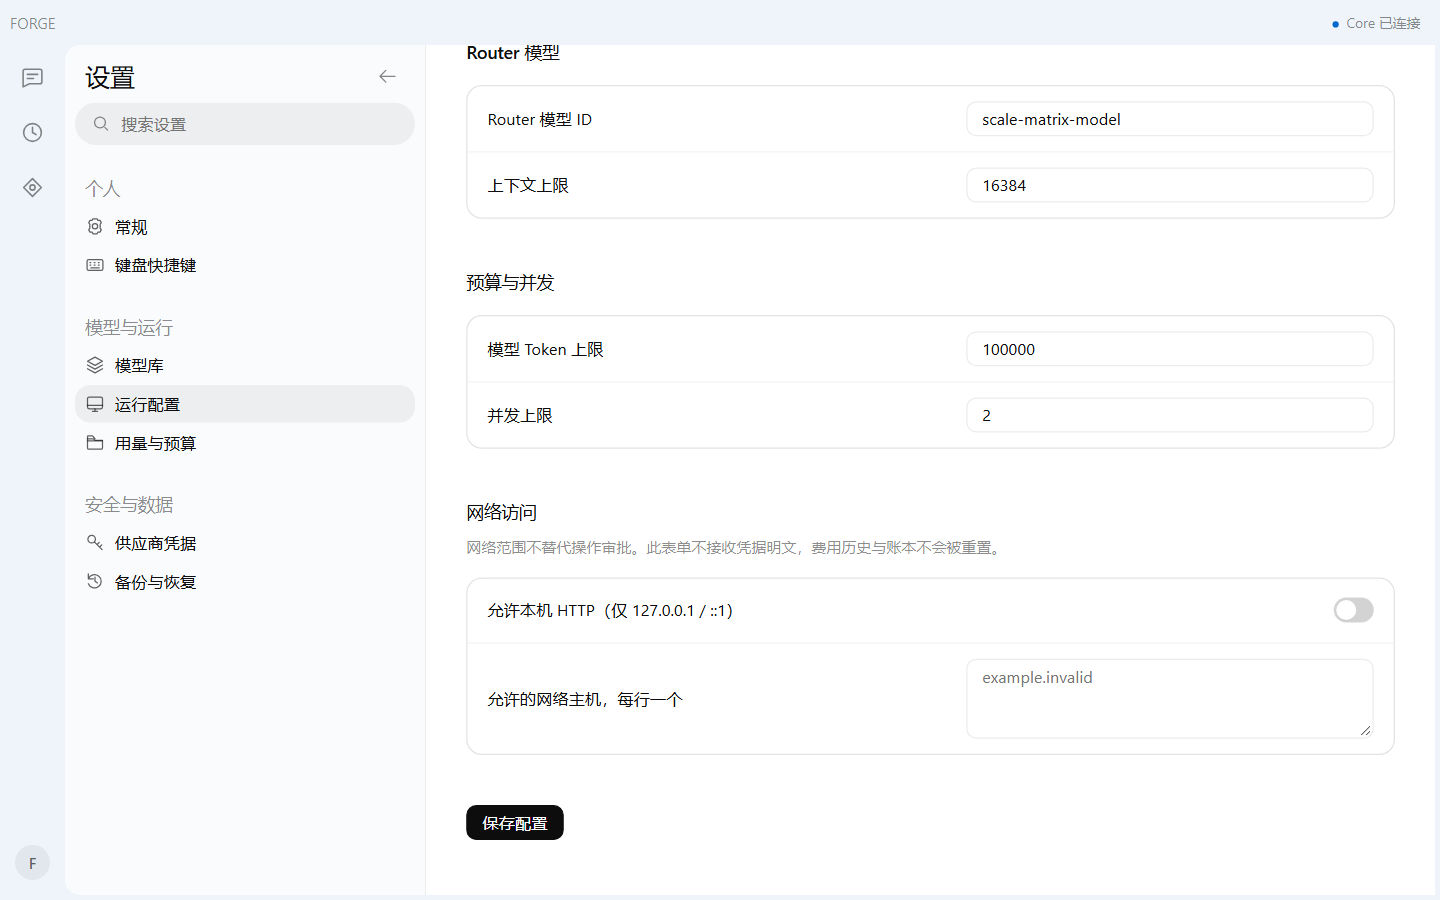 FORGE
Core 已连接
设置
搜索设置
个人
常规
键盘快捷键
模型与运行
模型库
运行配置
用量与预算
安全与数据
供应商凭据
备份与恢复
F
Router 模型
Router 模型 ID
scale-matrix-model
上下文上限
16384
预算与并发
模型 Token 上限
100000
并发上限
2
网络访问
网络范围不替代操作审批。此表单不接收凭据明文，费用历史与账本不会被重置。
允许本机 HTTP（仅 127.0.0.1 / ::1）
允许的网络主机，每行一个
example.invalid
保存配置